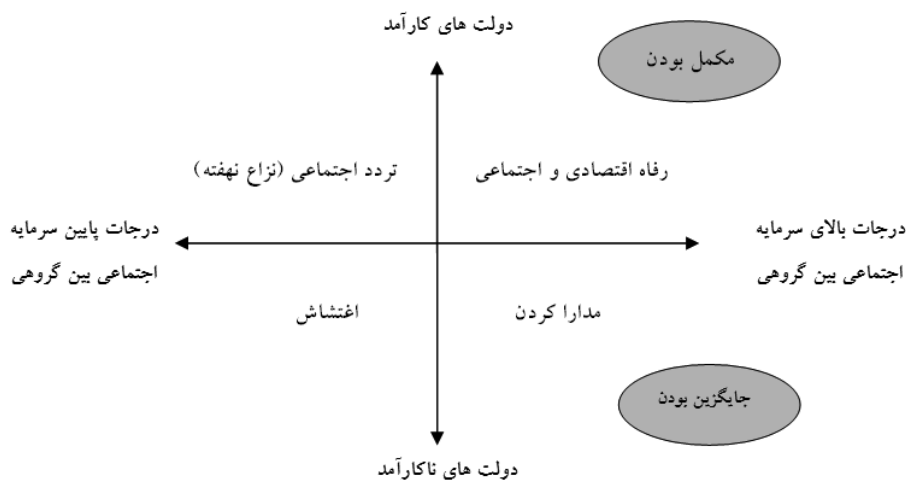 دولت های کارآمد
مکمل بودن
رفاه اقتصادی و اجتماعی
تردد اجتماعی (نزاع نهفته)
درجات بالای سرمایه
اجتماعی بین گروهی
درجات پایین سرمایه
اجتماعی بین گروهی
مدارا کردن
اغتشاش
جایگزین بودن
دولت های ناکارآمد